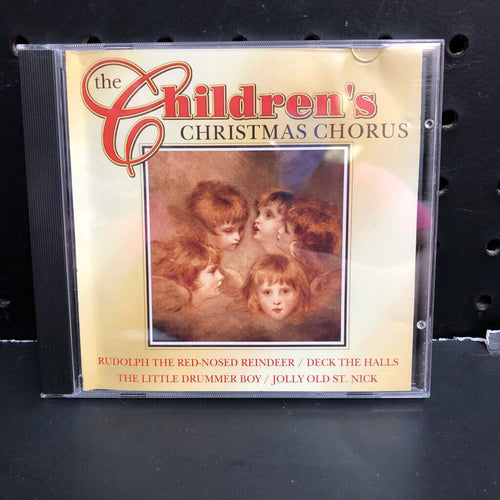 the
Children's
CHRISTMAS CHORUS
RUDOLPH THE RED-NOSED REINDEER / DECK THE HALLS
THE LITTLE DRUMMER BOY / JOLLY OLD ST. NICK